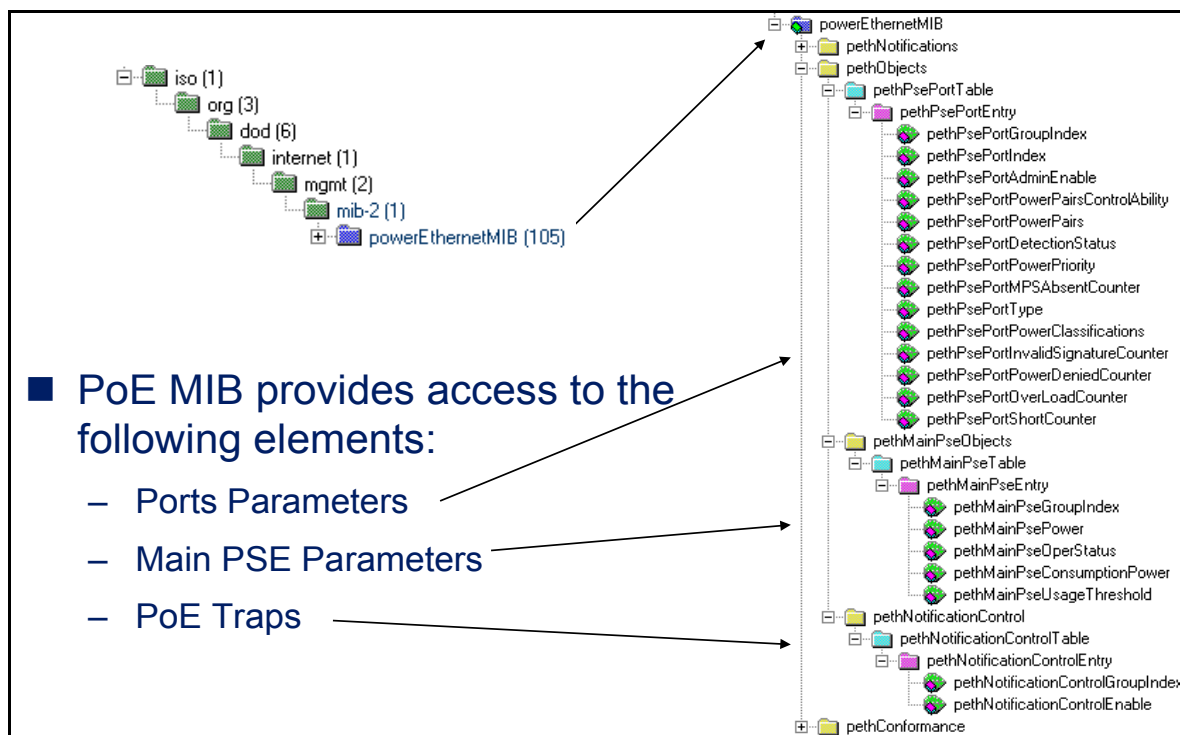 iso (1)
org (3)
dod (6)
internet (1)
mgmt (2)
mib-2 (1)
powerEthernetMIB (105)
■ PoE MIB provides access to the
following elements:
– Ports Parameters
– Main PSE Parameters
– PoE Traps
powerEthernetMIB
pethNotifications
pethObjects
pethPsePortTable
pethPsePortEntry
pethPsePortGroupIndex
pethPsePortIndex
pethPsePortAdminEnable
pethPsePortPowerPairsControlAbility
pethPsePortPowerPairs
pethPsePortDetectionStatus
pethPsePortPowerPriority
pethPsePortMPSAbsentCounter
pethPsePortType
pethPsePortPowerClassifications
pethPsePortInvalidSignatureCounter
pethPsePortPowerDeniedCounter
pethPsePortOverLoadCounter
pethPsePortShortCounter
pethMainPseObjects
pethMainPseTable
pethMainPseEntry
pethMainPseGroupIndex
pethMainPsePower
pethMainPseOperStatus
pethMainPseConsumptionPower
pethMainPseUsageThreshold
pethNotificationControl
pethNotificationControlTable
pethNotificationControlEntry
pethNotificationControlGroupIndex
pethNotificationControlEnable
pethConformance